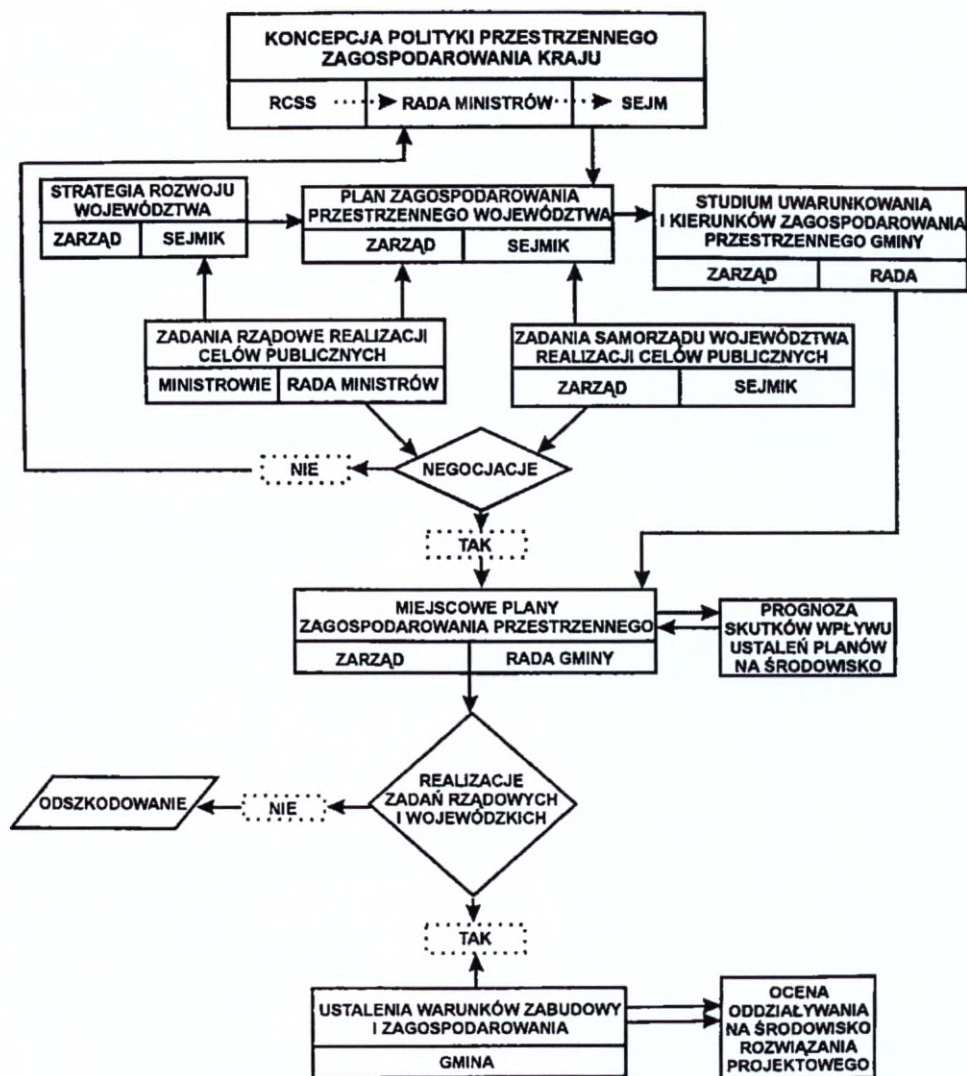 KONCEPCJA POLITYKI PRZESTRZENNEGO
ZAGOSPODAROWANIA KRAJU
RCSS
RADA MINISTRÓW
SEJM
STRATEGIA ROZWOJU
WOJEWÓDZTWA
ZARZĄD
SEJMIK
PLAN ZAGOSPODAROWANIA
PRZESTRZENNEGO WOJEWÓDZTWA
ZARZĄD
SEJMIK
STUDIUM UWARUNKOWANIA
I KIERUNKÓW ZAGOSPODAROWANIA
PRZESTRZENNEGO GMINY
ZARZĄD
RADA
ZADANIA RZĄDOWE REALIZACJI
CELÓW PUBLICZNYCH
MINISTROWIE
RADA MINISTRÓW
ZADANIA SAMORZĄDU WOJEWÓDZTWA
REALIZACJI CELÓW PUBLICZNYCH
ZARZĄD
SEJMIK
NIE
NEGOCJACJE
TAK
MIEJSCOWE PLANY
ZAGOSPODAROWANIA PRZESTRZENNEGO
ZARZĄD
RADA GMINY
PROGNOZA
SKUTKÓW WPŁYWU
USTALEŃ PLANÓW
NA ŚRODOWISKO
REALIZACJE
ZADAŃ RZĄDOWYCH
I WOJEWÓDZKICH
NIE
ODSZKODOWANIE
TAK
USTALENIA WARUNKÓW ZABUDOWY
I ZAGOSPODAROWANIA
GMINA
OCENA
ODDZIAŁYWANIA
NA ŚRODOWISKO
ROZWIĄZANIA
PROJEKTOWEGO